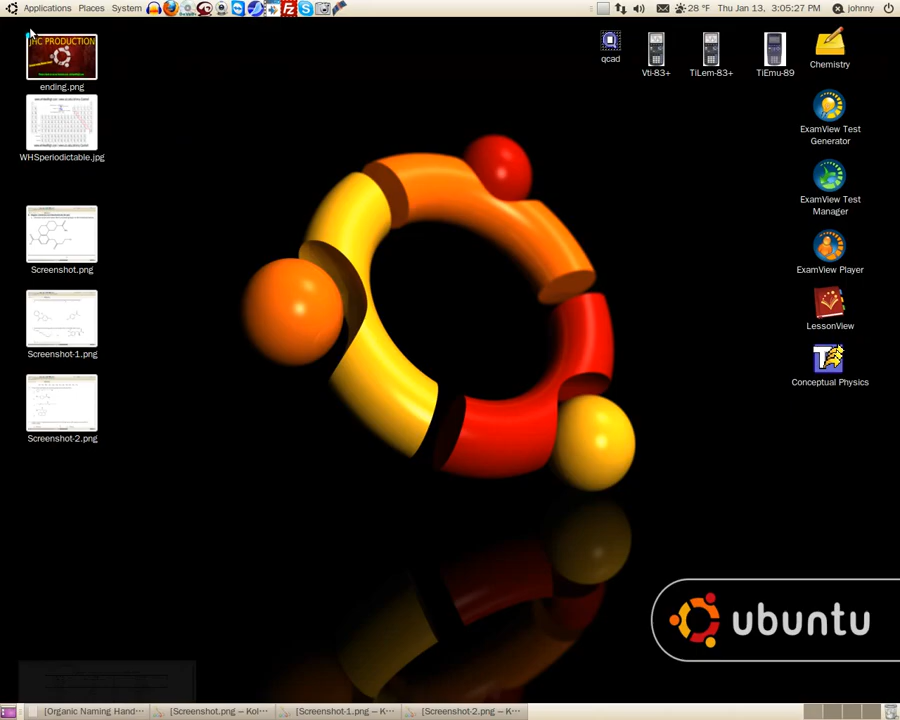 Applications Places System
28 °F Thu Jan 13, 3:05:27 PM johnny
JHC PRODUCTION
ending.png
WHSperiodictable.jpg
Screenshot.png
Screenshot-1.png
Screenshot-2.png
qcad
Vti-83+
TiLem-83+
TiEmu-89
Chemistry
ExamView Test
Generator
ExamView Test
Manager
ExamView Player
LessonView
Conceptual Physics
ubuntu
[Organic Naming Hand··· [Screenshot.png – Kol··· [Screenshot-1.png – K··· [Screenshot-2.png – K···